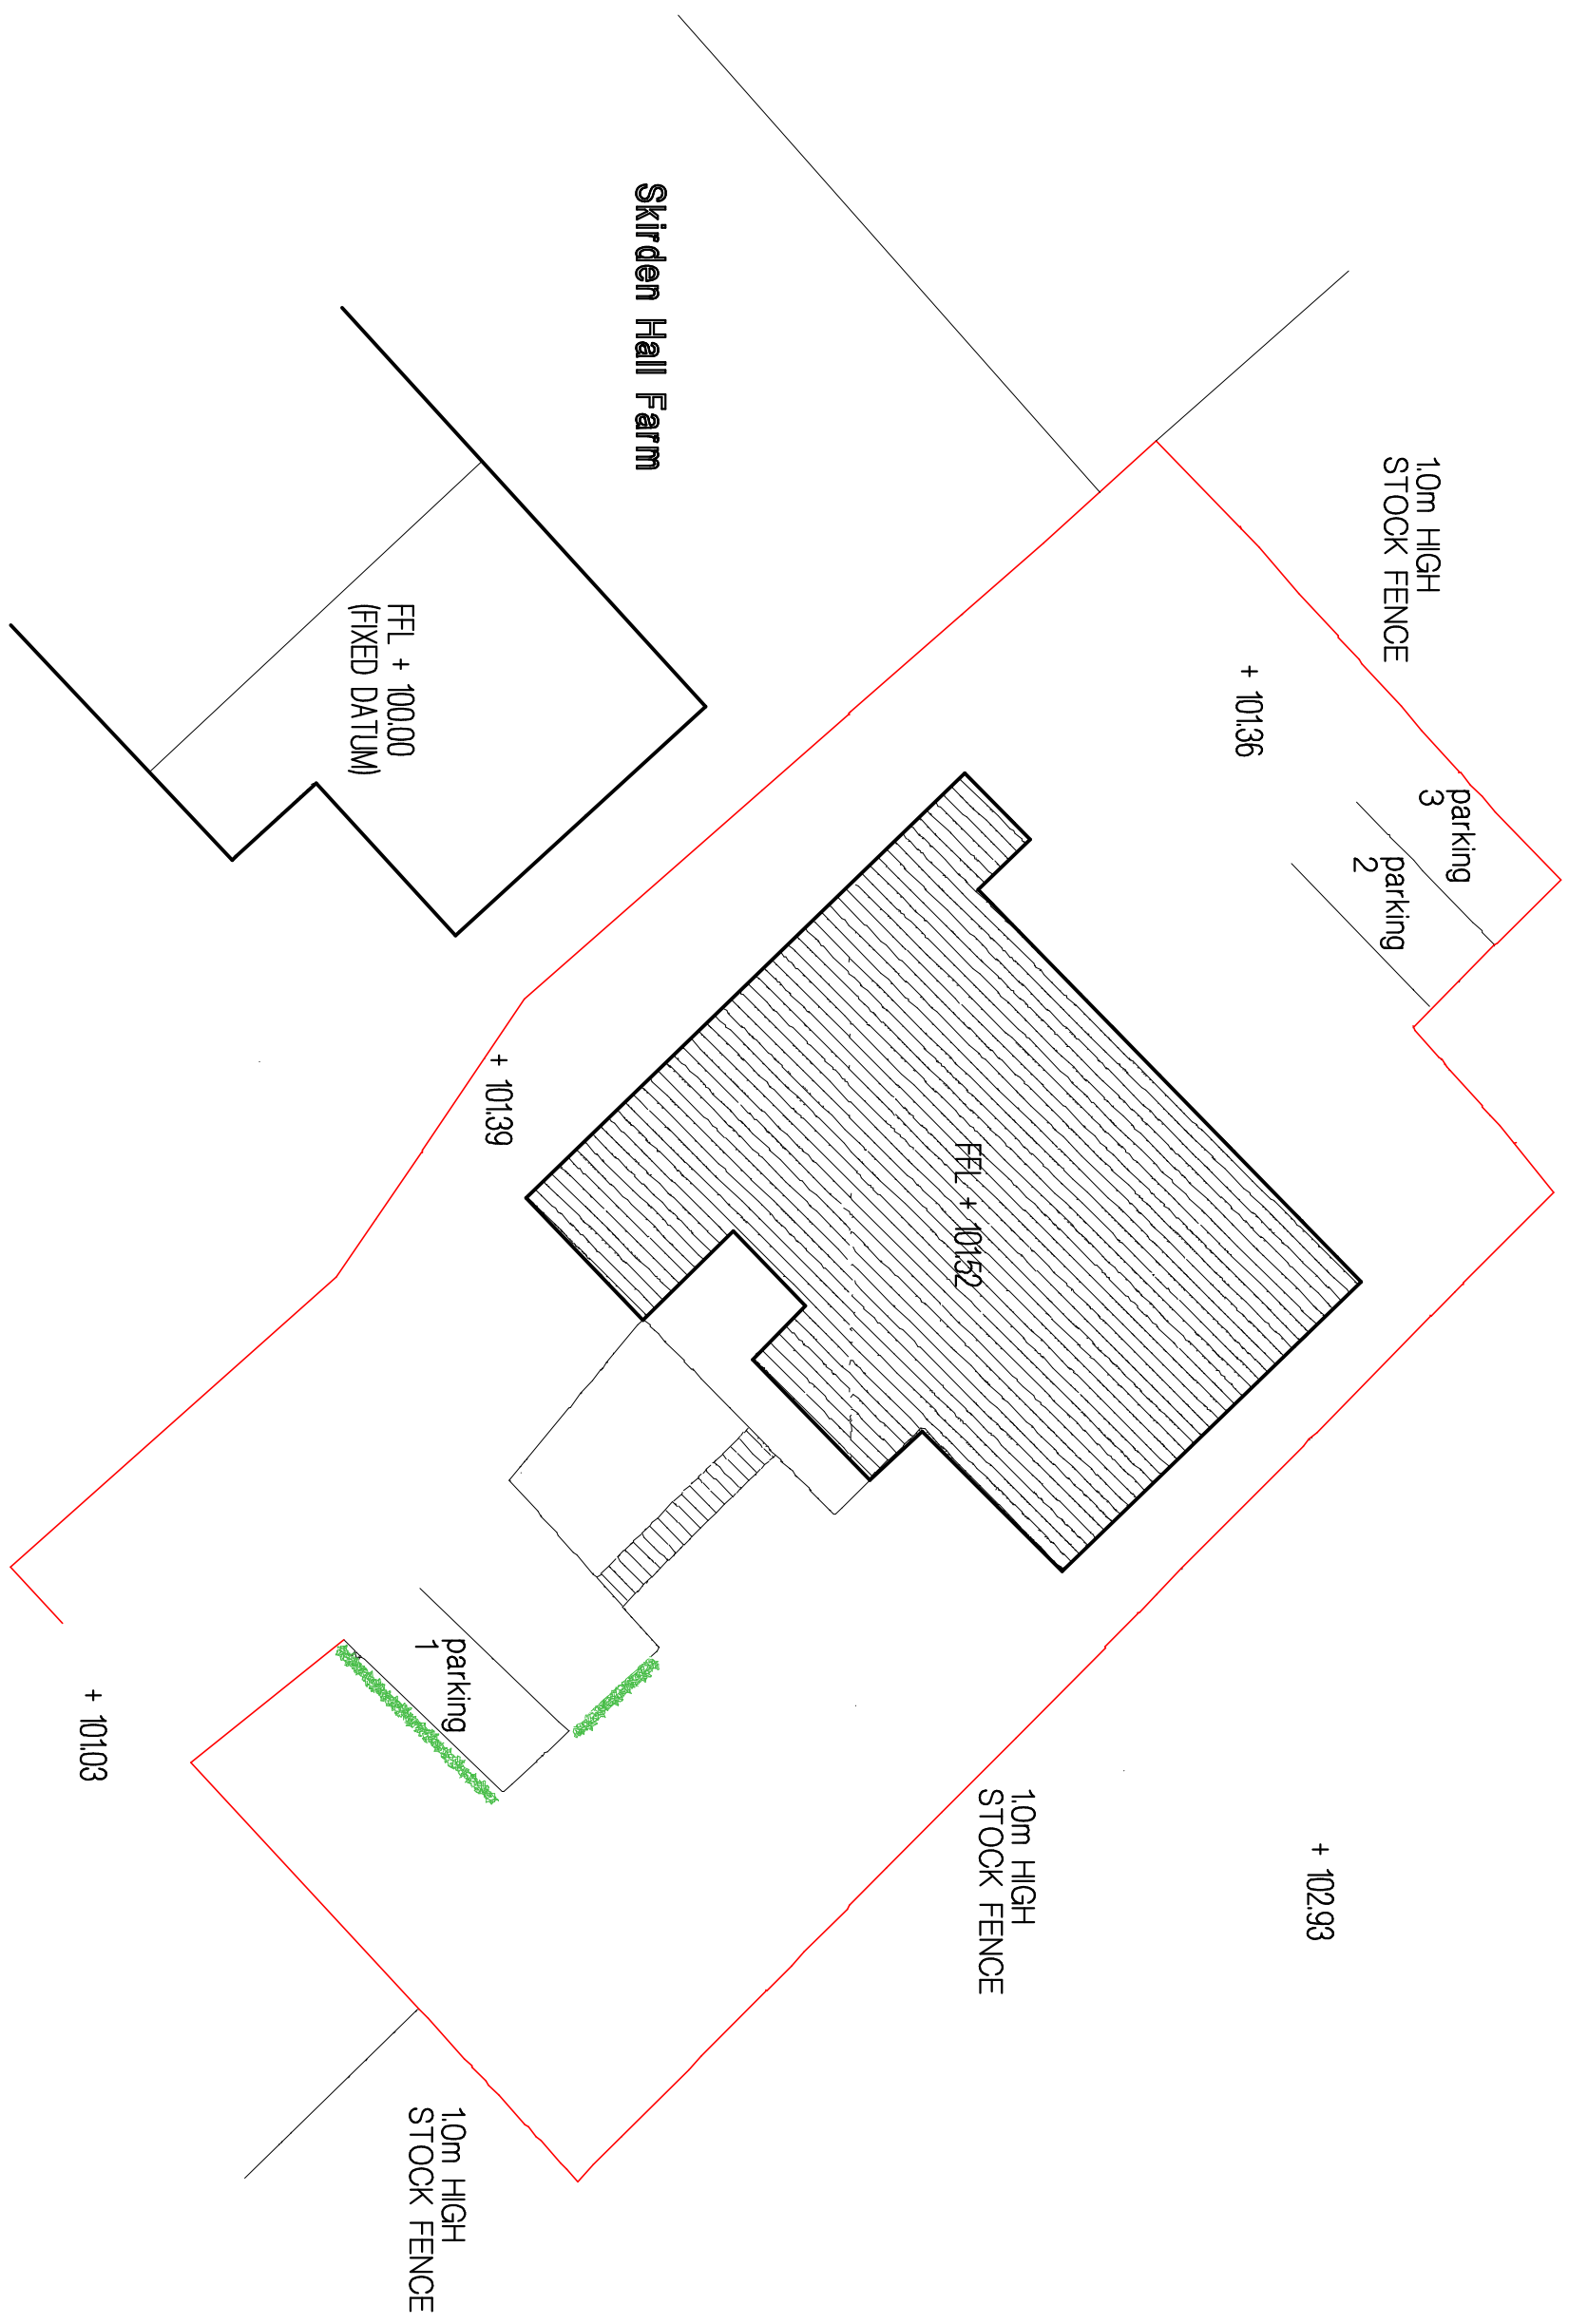 1.0m HIGH
STOCK FENCE
parking
3
parking
2
+ 101.36
Skirden Hall Farm
FFL + 100.00
(FIXED DATUM)
FFL + 101.52
+ 101.39
+ 102.93
1.0m HIGH
STOCK FENCE
parking
1
+ 101.03
1.0m HIGH
STOCK FENCE